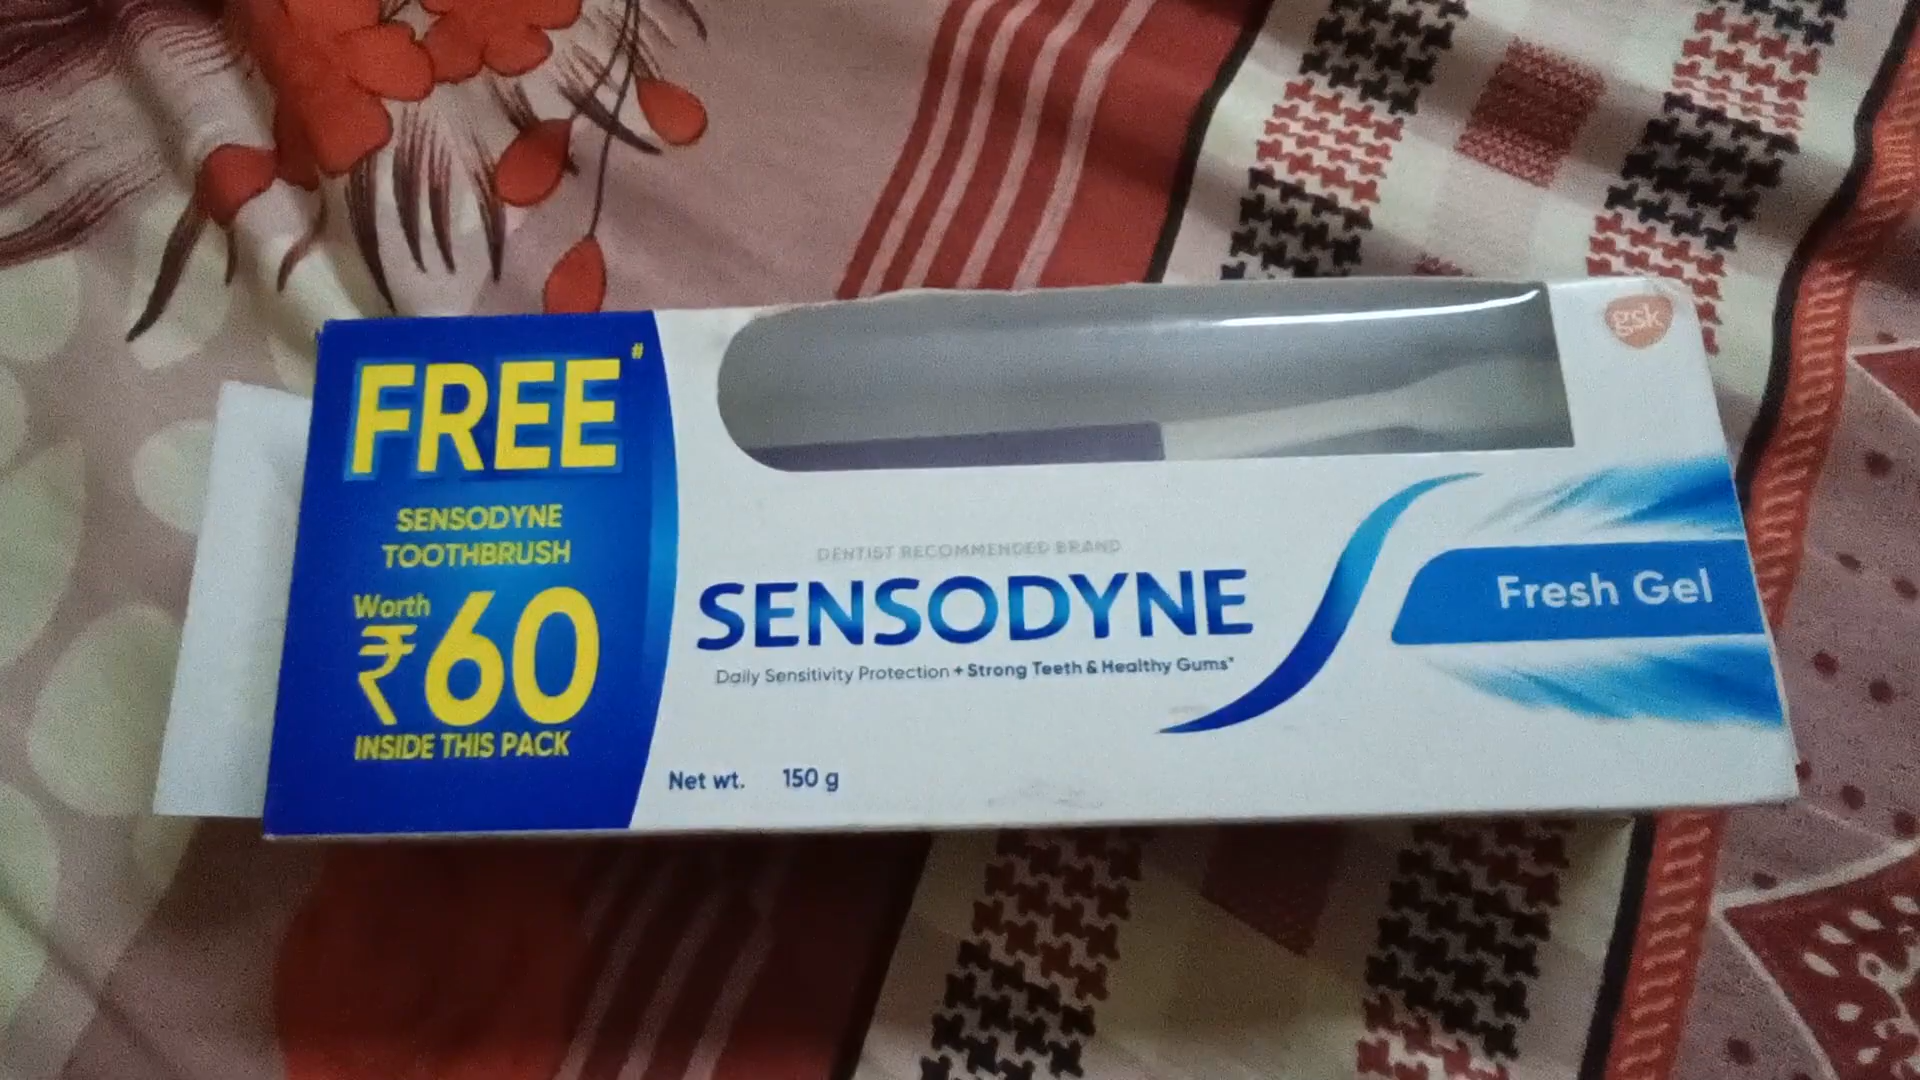 FREE#
SENSODYNE
TOOTHBRUSH
Worth
₹60
INSIDE THIS PACK
gsk
DENTIST RECOMMENDED BRAND
SENSODYNE
Daily Sensitivity Protection + Strong Teeth & Healthy Gums*
Fresh Gel
Net wt. 150 g